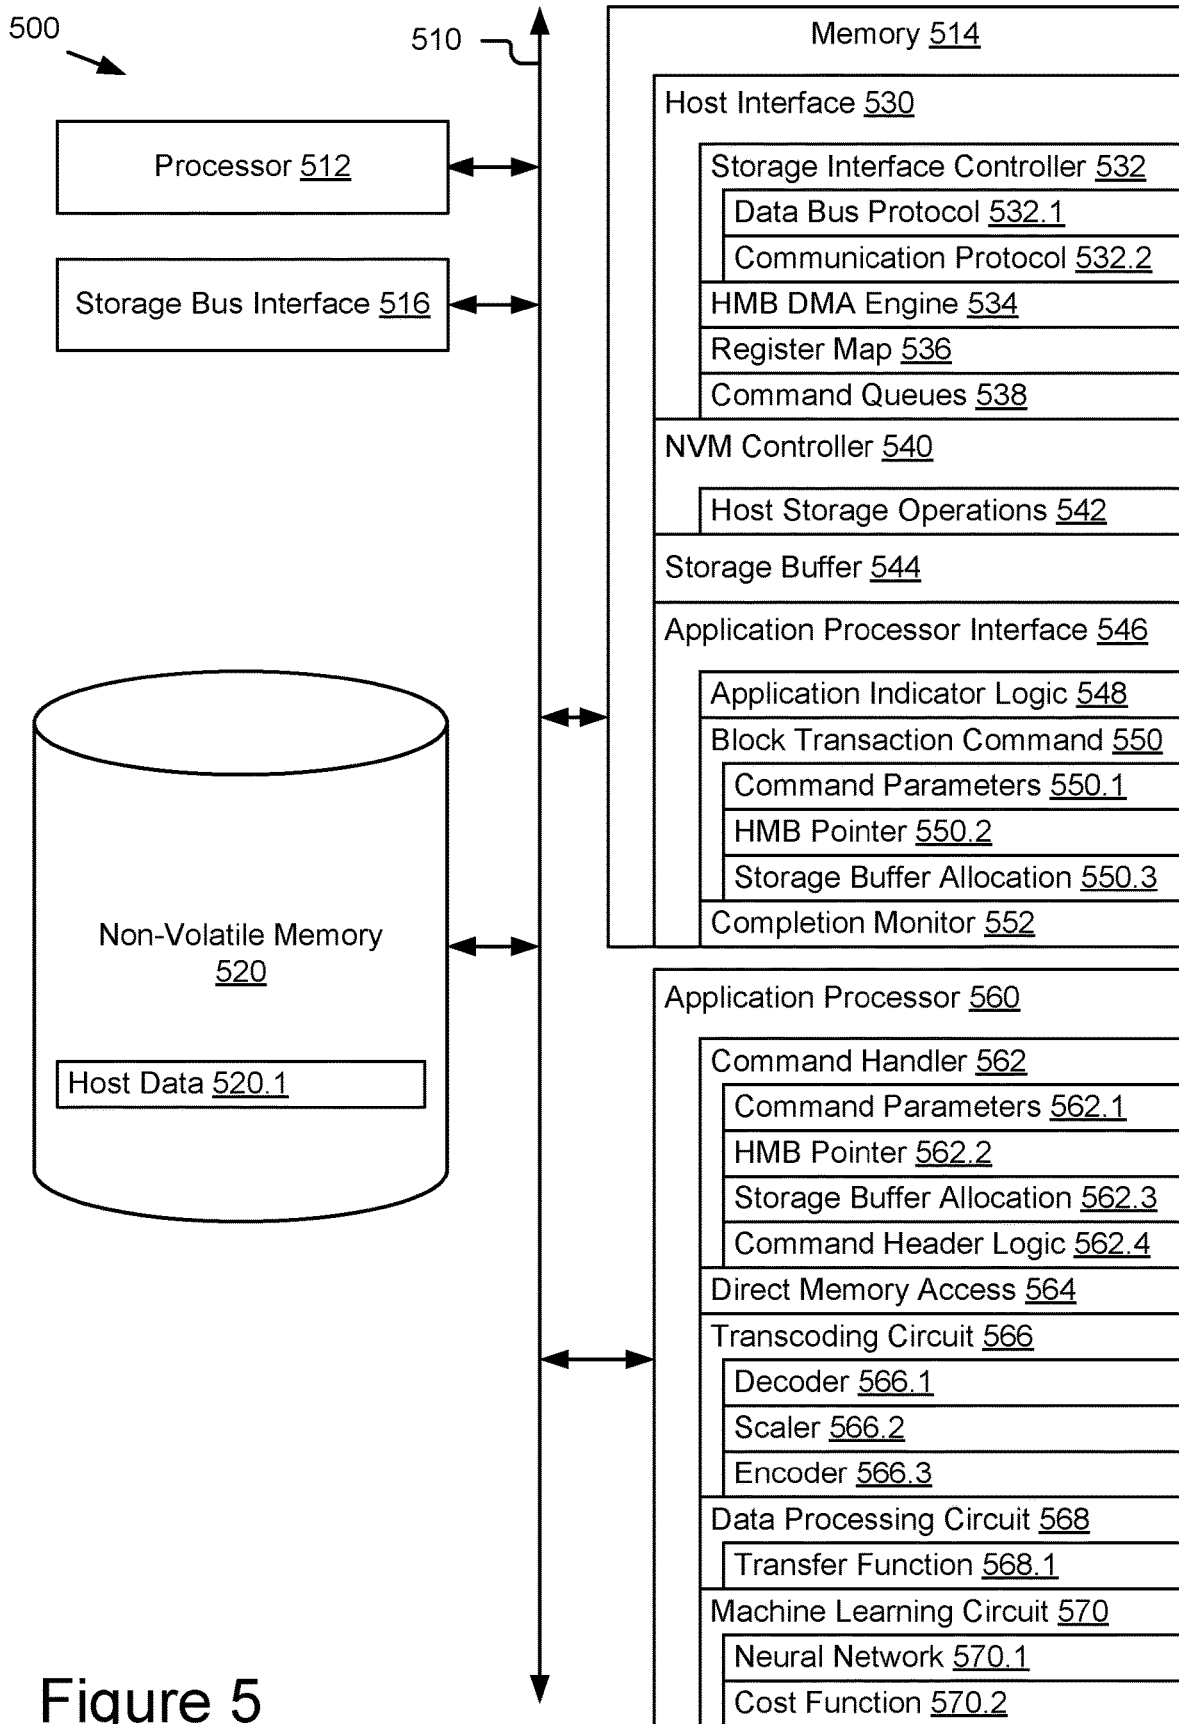 500
510
Processor 512
Storage Bus Interface 516
Non-Volatile Memory
520
Host Data 520.1
Memory 514
Host Interface 530
Storage Interface Controller 532
Data Bus Protocol 532.1
Communication Protocol 532.2
HMB DMA Engine 534
Register Map 536
Command Queues 538
NVM Controller 540
Host Storage Operations 542
Storage Buffer 544
Application Processor Interface 546
Application Indicator Logic 548
Block Transaction Command 550
Command Parameters 550.1
HMB Pointer 550.2
Storage Buffer Allocation 550.3
Completion Monitor 552
Application Processor 560
Command Handler 562
Command Parameters 562.1
HMB Pointer 562.2
Storage Buffer Allocation 562.3
Command Header Logic 562.4
Direct Memory Access 564
Transcoding Circuit 566
Decoder 566.1
Scaler 566.2
Encoder 566.3
Data Processing Circuit 568
Transfer Function 568.1
Machine Learning Circuit 570
Neural Network 570.1
Cost Function 570.2
Figure 5